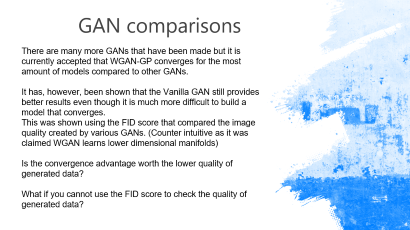 GAN comparisons
There are many more GANs that have been made but it is
currently accepted that WGAN-GP converges for the most
amount of models compared to other GANs.
It has, however, been shown that the Vanilla GAN still provides
better results even though it is much more difficult to build a
model that converges.
This was shown using the FID score that compared the image
quality created by various GANs. (Counter intuitive as it was
claimed WGAN learns lower dimensional manifolds)
Is the convergence advantage worth the lower quality of
generated data?
What if you cannot use the FID score to check the quality of
generated data?